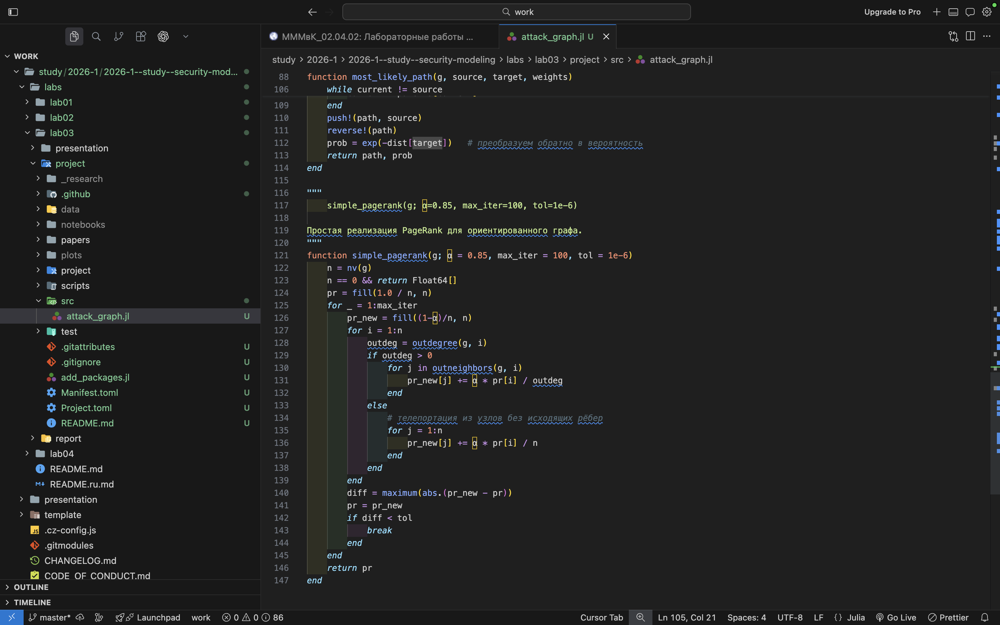 work
Upgrade to Pro
WORK
study/2026-1/2026-1--study--security-mod...
labs
lab01
lab02
lab03
presentation
project
_research
.github
data
notebooks
papers
plots
project
scripts
src
attack_graph.jl U
test
.gitattributes U
.gitignore U
add_packages.jl U
Manifest.toml U
Project.toml U
README.md U
report
lab04
README.md
README.ru.md
presentation
template
.cz-config.js
.gitmodules
CHANGELOG.md
CODE_OF_CONDUCT.md
OUTLINE
TIMELINE
МММвК_02.04.02: Лабораторные работы ...
attack_graph.jl U
study > 2026-1 > 2026-1--study--security-modeling > labs > lab03 > project > src > attack_graph.jl
88 function most_likely_path(g, source, target, weights)
106 while current != source
109 end
110 push!(path, source)
111 reverse!(path)
112 prob = exp(-dist[target]) # преобразуем обратно в вероятность
113 return path, prob
114 end
115
116 """
117 simple_pagerank(g; α=0.85, max_iter=100, tol=1e-6)
118
119 Простая реализация PageRank для ориентированного графа.
120 """
121 function simple_pagerank(g; α = 0.85, max_iter = 100, tol = 1e-6)
122 n = nv(g)
123 n == 0 && return Float64[]
124 pr = fill(1.0 / n, n)
125 for _ = 1:max_iter
126 pr_new = fill((1-α)/n, n)
127 for i = 1:n
128 outdeg = outdegree(g, i)
129 if outdeg > 0
130 for j in outneighbors(g, i)
131 pr_new[j] += α * pr[i] / outdeg
132 end
133 else
134 # телепортация из узлов без исходящих рёбер
135 for j = 1:n
136 pr_new[j] += α * pr[i] / n
137 end
138 end
139 end
140 diff = maximum(abs.(pr_new - pr))
141 pr = pr_new
142 if diff < tol
143 break
144 end
145 end
146 return pr
147 end
master* Launchpad work 0 0 86 Cursor Tab Ln 105, Col 21 Spaces: 4 UTF-8 LF {} Julia Go Live Prettier